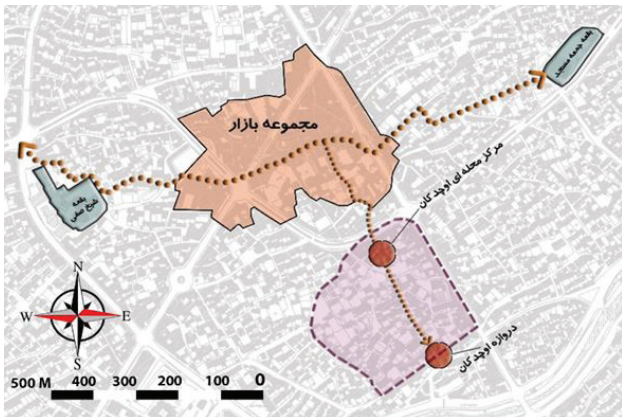 بقعه جمعه مسجد
مجموعه بازار
مرکز محله ای اوچدکان
بقعه
شیخ صفی
N
W
E
S
دروازه اوچدکان
500 M 400 300 200 100 0